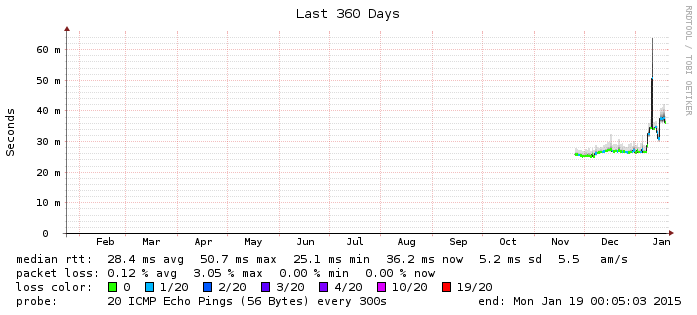 Last 360 Days
RRDTOOL / TOBI OETIKER
Seconds
60 m
50 m
40 m
30 m
20 m
10 m
0
Feb Mar Apr May Jun Jul Aug Sep Oct Nov Dec Jan
median rtt: 28.4 ms avg 50.7 ms max 25.1 ms min 36.2 ms now 5.2 ms sd 5.5 am/s
packet loss: 0.12 % avg 3.05 % max 0.00 % min 0.00 % now
loss color: 0 1/20 2/20 3/20 4/20 10/20 19/20
probe: 20 ICMP Echo Pings (56 Bytes) every 300s end: Mon Jan 19 00:05:03 2015